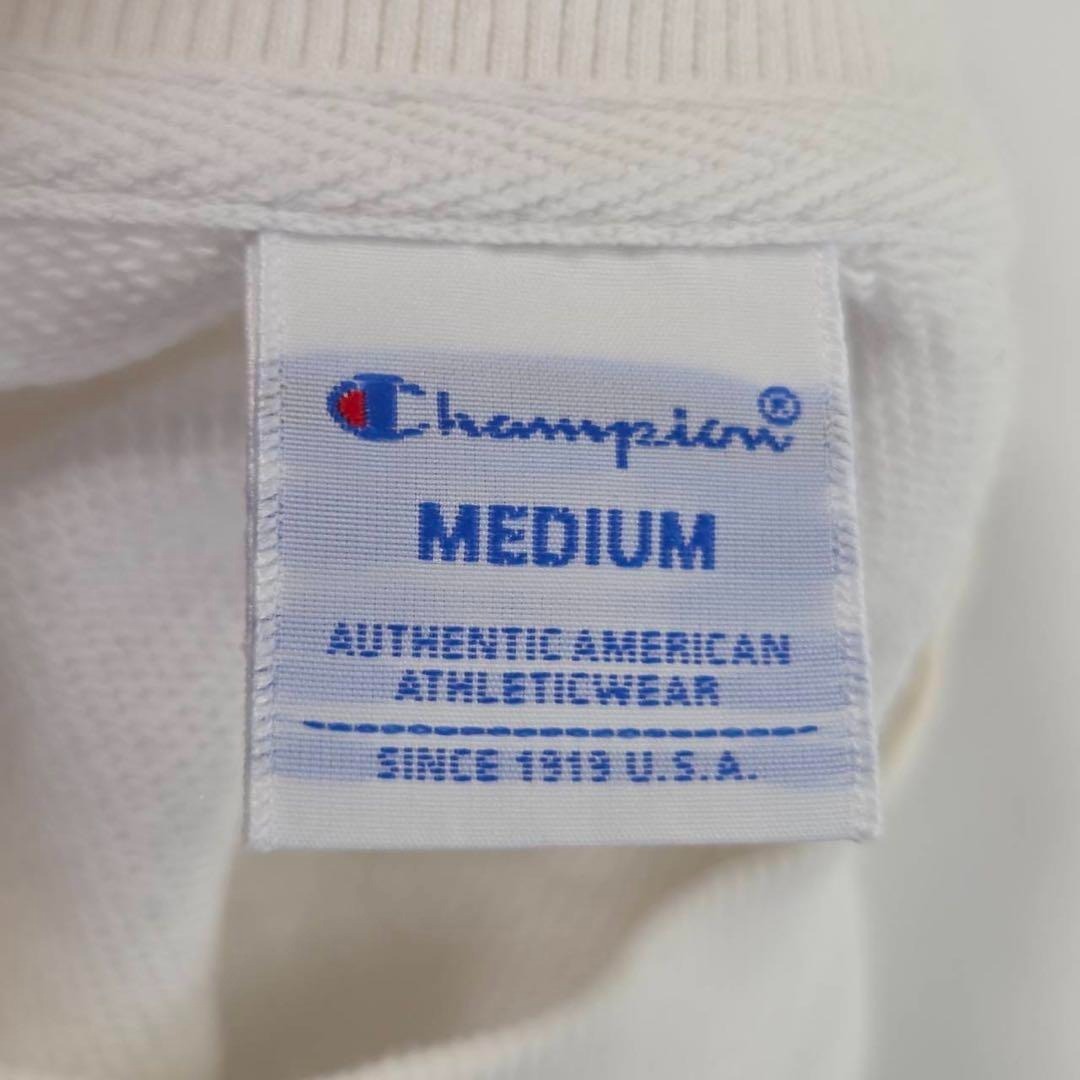 Champion®
MEDIUM
AUTHENTIC AMERICAN
ATHLETICWEAR
SINCE 1919 U.S.A.